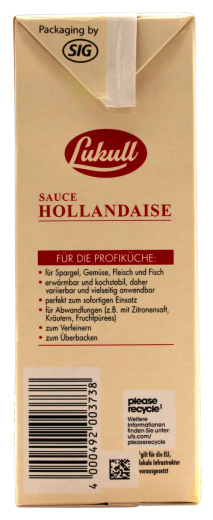 Packaging by
SIG
Lukull
SAUCE
HOLLANDAISE
FÜR DIE PROFIKÜCHE:
• für Spargel, Gemüse, Fleisch und Fisch
• erwärmbar und kochstabil, daher
variierbar und vielseitig anwendbar
• perfekt zum sofortigen Einsatz
• für Abwandlungen (z.B. mit Zitronensaft,
Kräutern, Fruchtpürees)
• zum Verfeinern
• zum Überbacken
4 000492 003738
please
recycle¹
Weitere
Informationen
finden Sie unter:
ufs.com/
pleaserecycle
¹gilt für die EU,
lokale Infrastruktur
vorausgesetzt